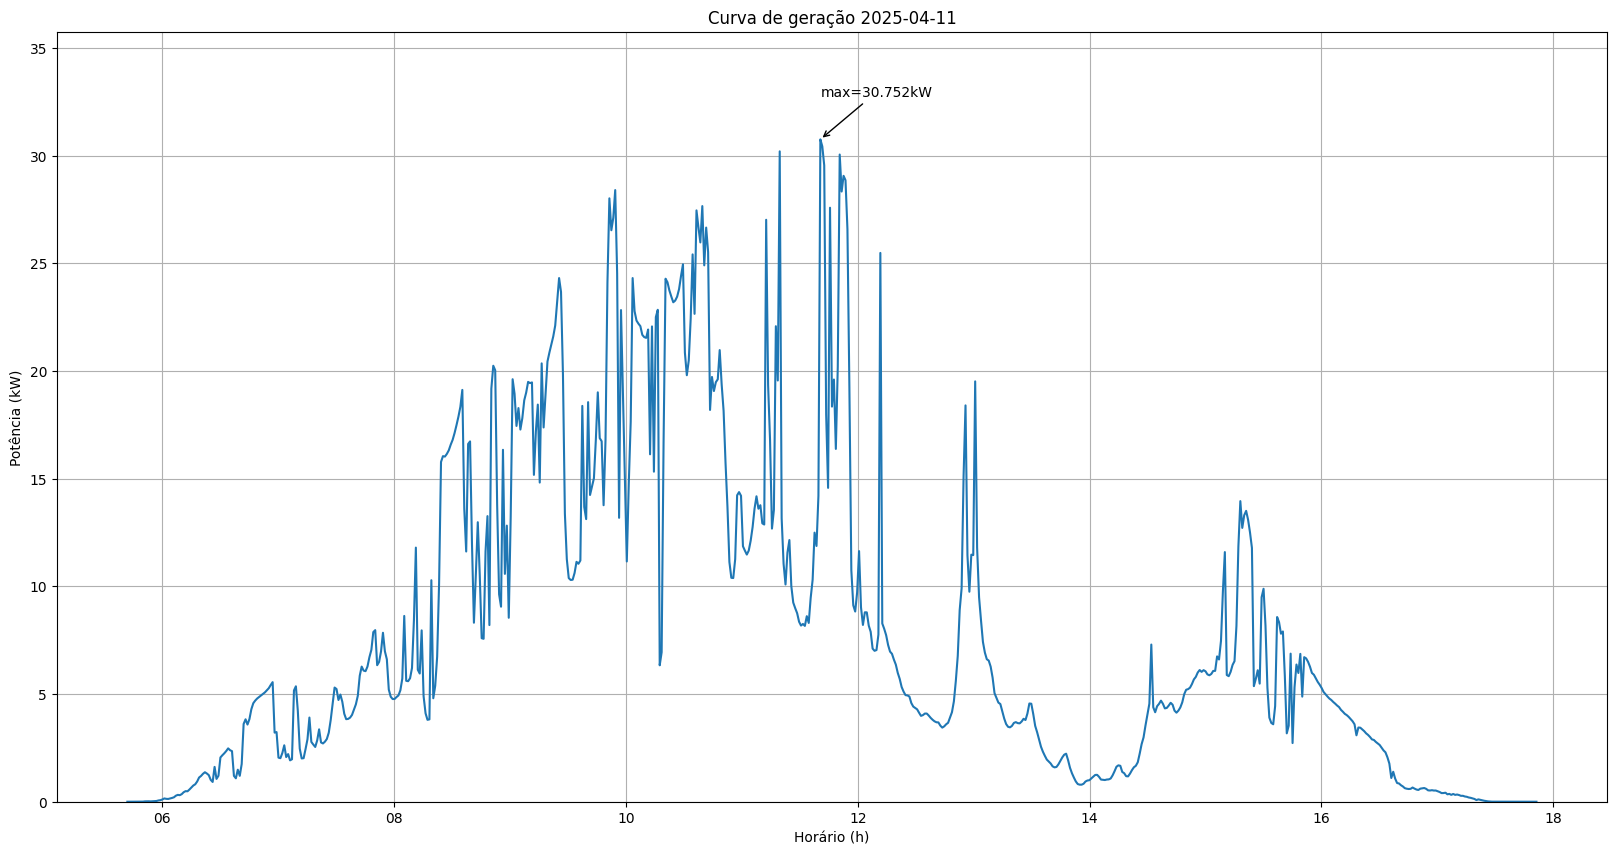 Curva de geração 2025-04-11
35
max=30.752kW
30
25
20
15
10
5
0
Potência (kW)
06 08 10 12 14 16 18
Horário (h)